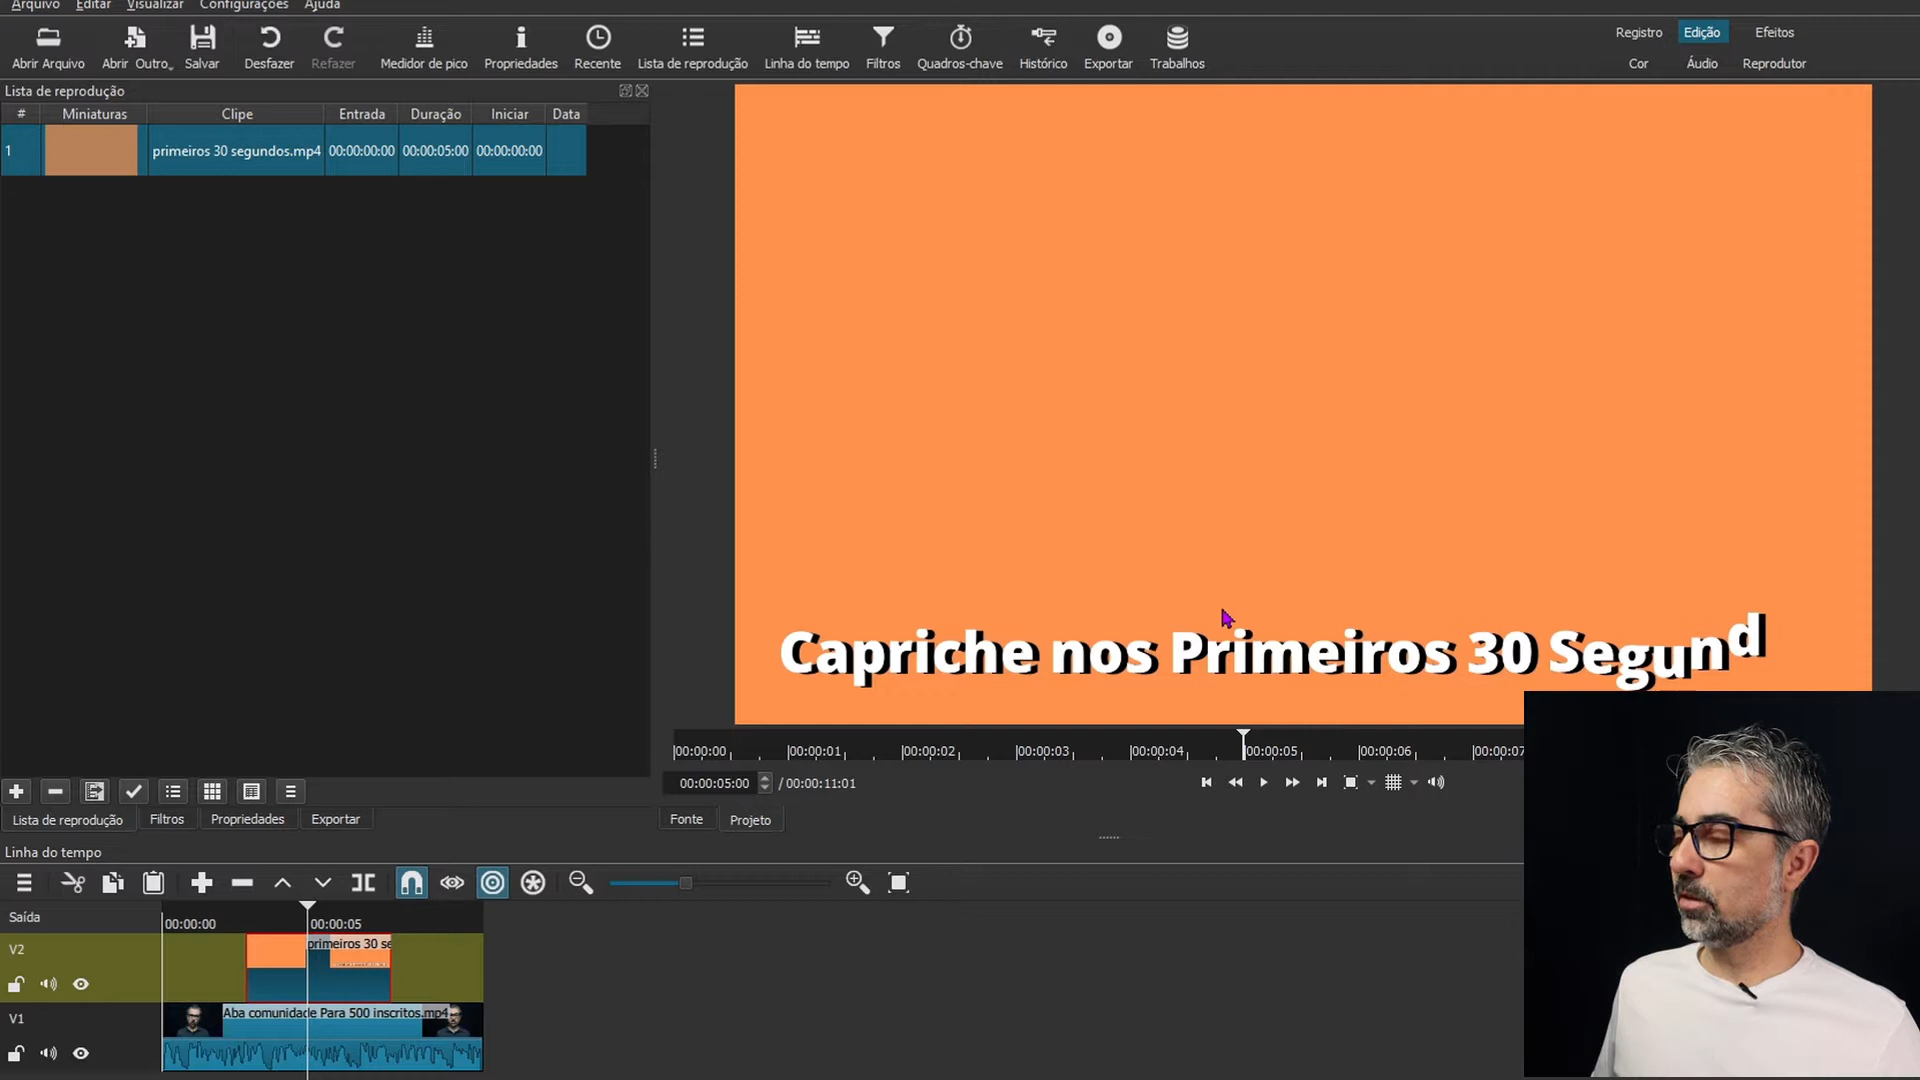 Arquivo Editar Visualizar Configurações Ajuda
Abrir Arquivo Abrir Outro Salvar Desfazer Refazer Medidor de pico Propriedades Recente Lista de reprodução Linha do tempo Filtros Quadros-chave Histórico Exportar Trabalhos
Registro Edição Efeitos
Cor Áudio Reprodutor
Lista de reprodução
# Miniaturas Clipe Entrada Duração Iniciar Data
1 primeiros 30 segundos.mp4 00:00:00:00 00:00:05:00 00:00:00:00
Capriche nos Primeiros 30 Segund
00:00:00 00:00:01 00:00:02 00:00:03 00:00:04 00:00:05 00:00:06 00:00:07
00:00:05:00 / 00:00:11:01
Lista de reprodução Filtros Propriedades Exportar
Fonte Projeto
Linha do tempo
Saída
00:00:00 00:00:05
V2
primeiros 30 se
V1
Aba comunidade Para 500 inscritos.mp4